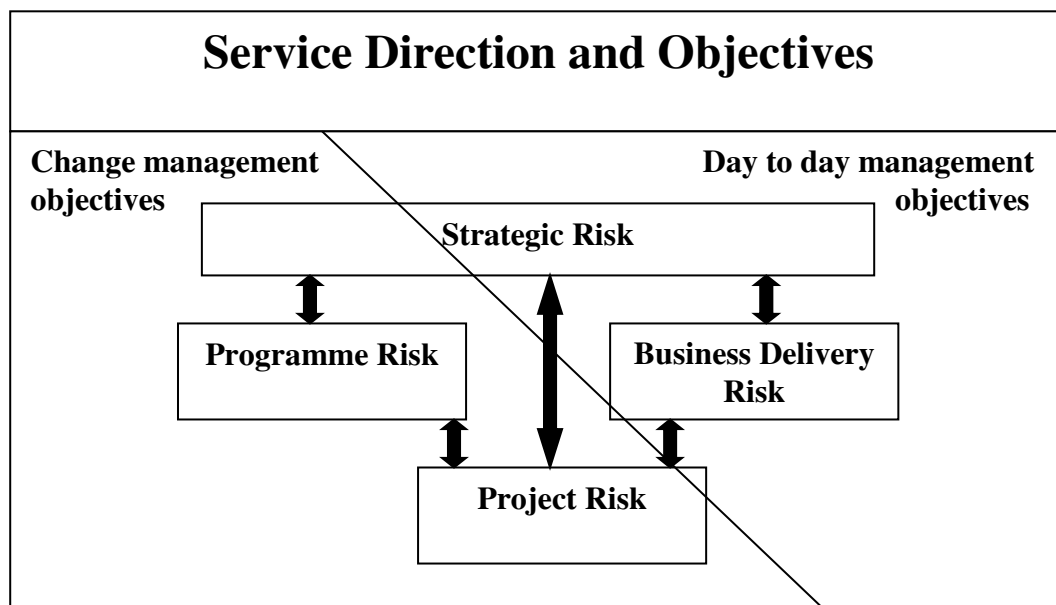 Service Direction and Objectives
Change management
objectives
Day to day management
objectives
Strategic Risk
Programme Risk
Business Delivery
Risk
Project Risk